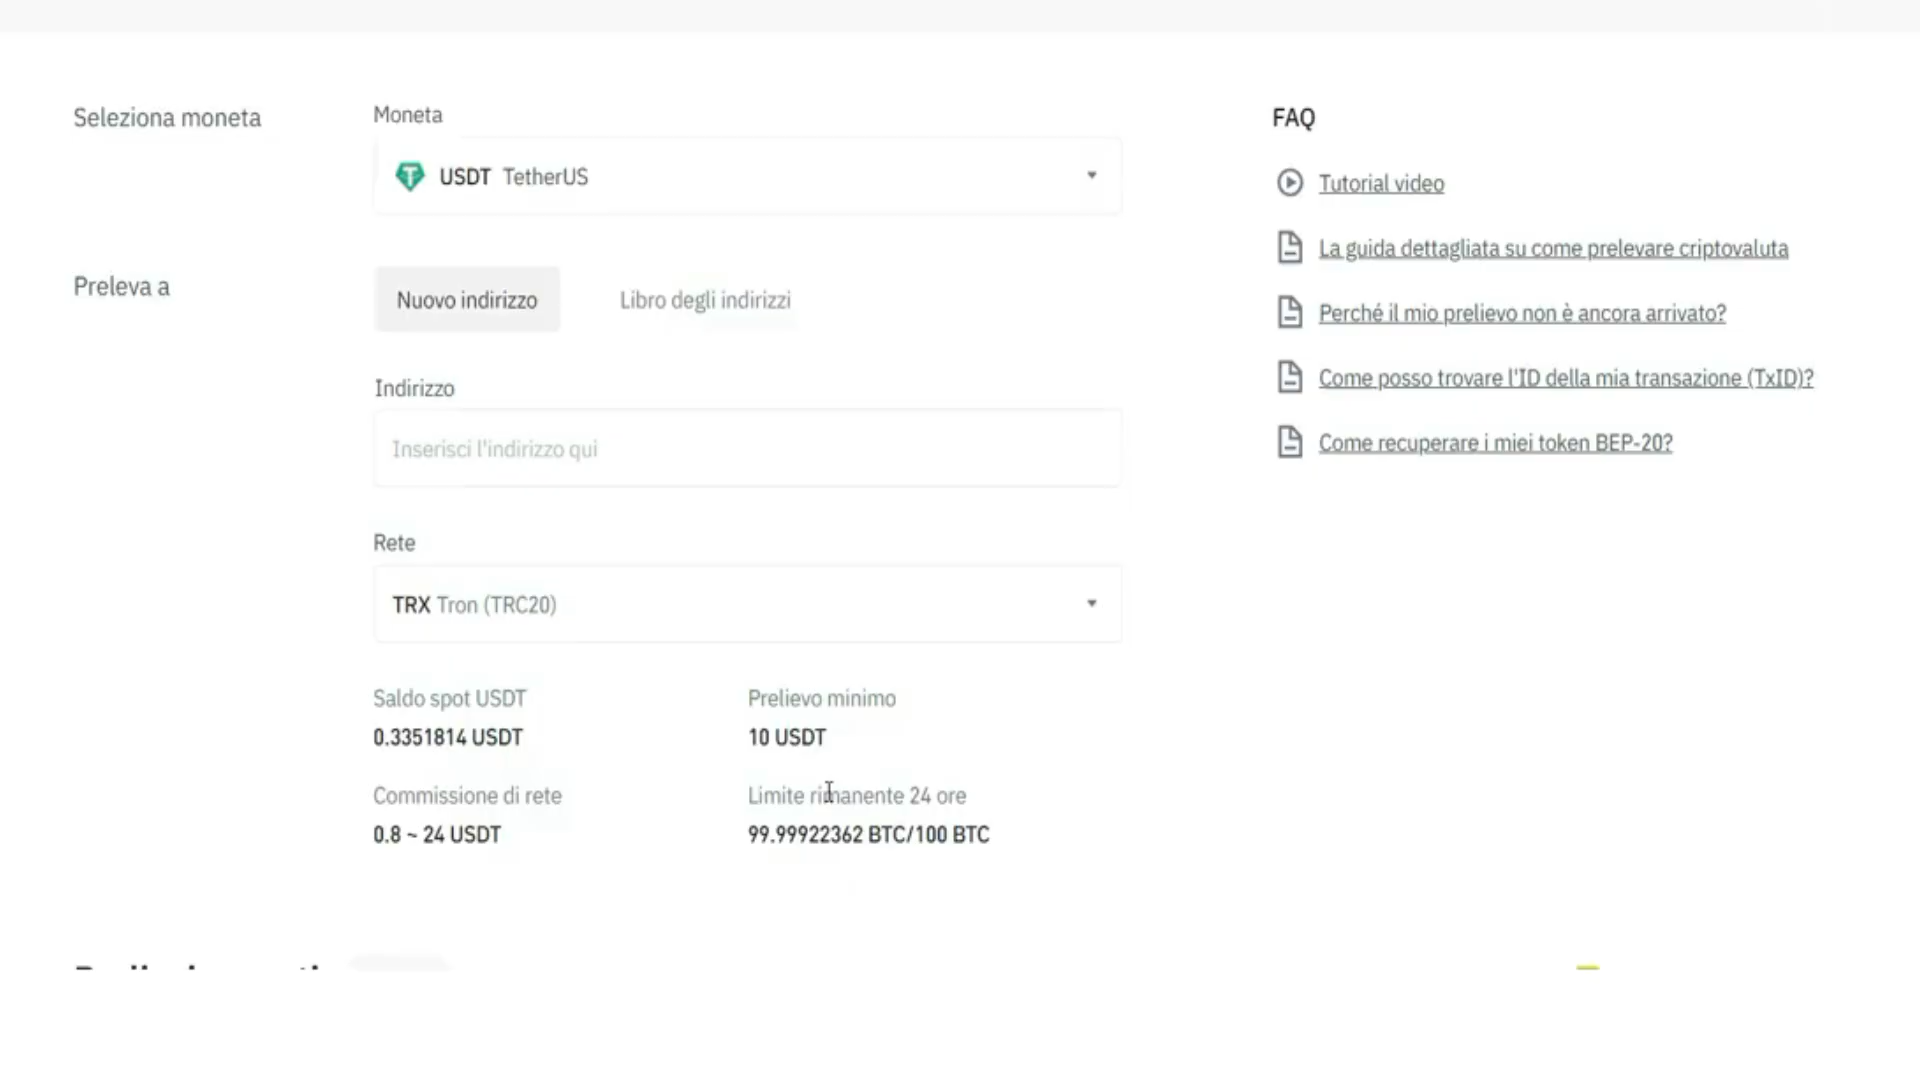 Seleziona moneta
Moneta
USDT TetherUS
Preleva a
Nuovo indirizzo
Libro degli indirizzi
Indirizzo
Inserisci l'indirizzo qui
Rete
TRX Tron (TRC20)
Saldo spot USDT
0.3351814 USDT
Prelievo minimo
10 USDT
Commissione di rete
0.8 ~ 24 USDT
Limite rimanente 24 ore
99.99922362 BTC/100 BTC
FAQ
Tutorial video
La guida dettagliata su come prelevare criptovaluta
Perché il mio prelievo non è ancora arrivato?
Come posso trovare l'ID della mia transazione (TxID)?
Come recuperare i miei token BEP-20?